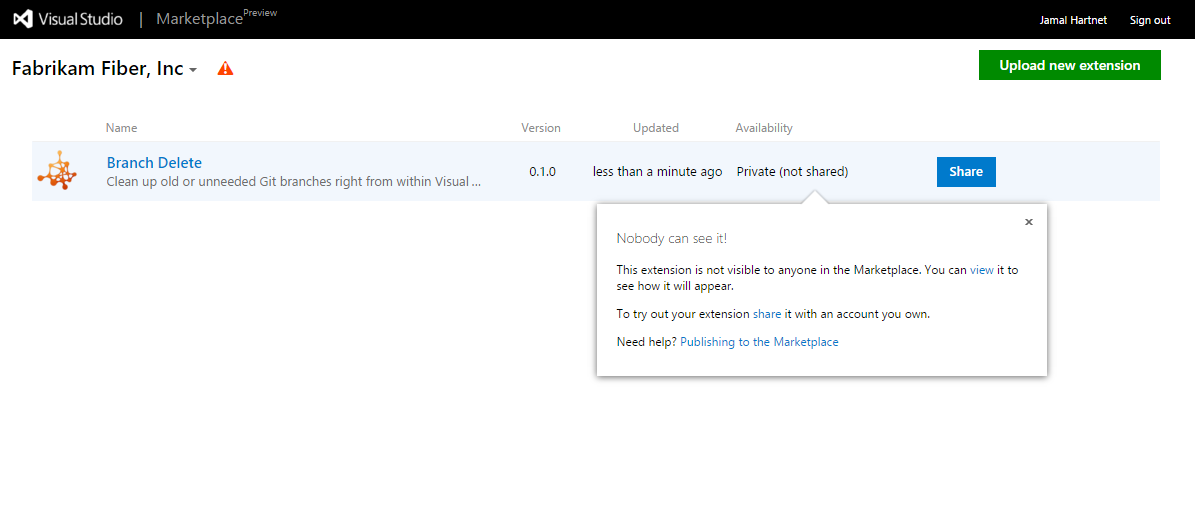 Visual Studio | Marketplace Preview
Jamal Hartnet Sign out
Fabrikam Fiber, Inc
Upload new extension
Name Version Updated Availability
Branch Delete
Clean up old or unneeded Git branches right from within Visual ...
0.1.0 less than a minute ago Private (not shared) Share
Nobody can see it!
This extension is not visible to anyone in the Marketplace. You can view it to
see how it will appear.
To try out your extension share it with an account you own.
Need help? Publishing to the Marketplace